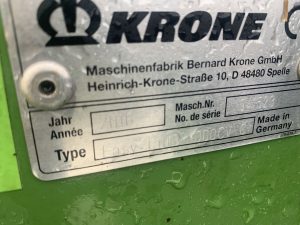 KRONE
Maschinenfabrik Bernard Krone GmbH
Heinrich-Krone-Straße 10, D 48480 Spelle
Jahr
Année
Masch.Nr.
No. de série
Made in
Germany
Type